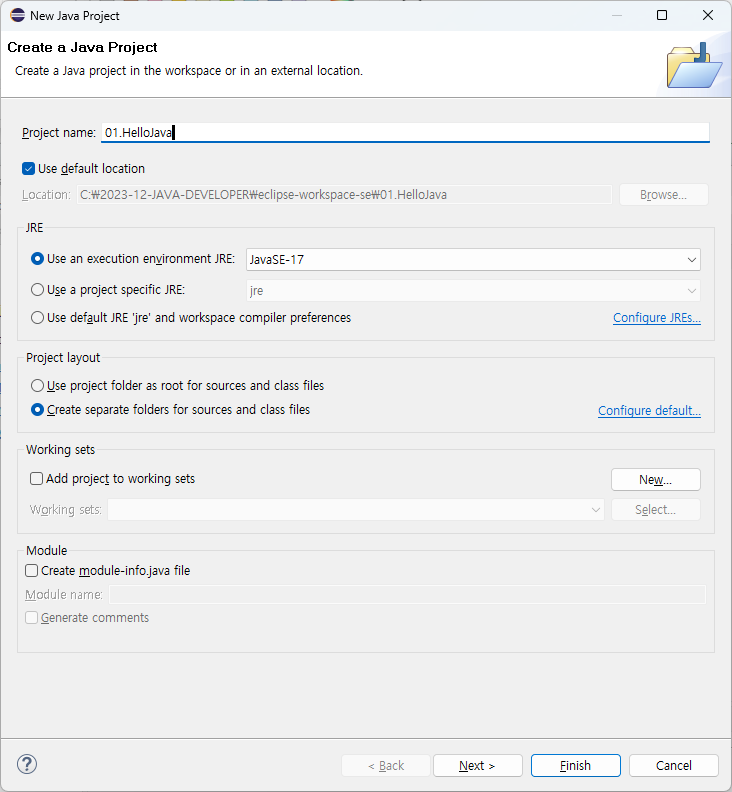 New Java Project
Create a Java Project
Create a Java project in the workspace or in an external location.
Project name: 01.HelloJava
Use default location
Location: C:₩2023-12-JAVA-DEVELOPER₩eclipse-workspace-se₩01.HelloJava Browse...
JRE
Use an execution environment JRE: JavaSE-17
Use a project specific JRE: jre
Use default JRE 'jre' and workspace compiler preferences Configure JREs...
Project layout
Use project folder as root for sources and class files
Create separate folders for sources and class files Configure default...
Working sets
Add project to working sets New...
Working sets: Select...
Module
Create module-info.java file
Module name:
Generate comments
? < Back Next > Finish Cancel